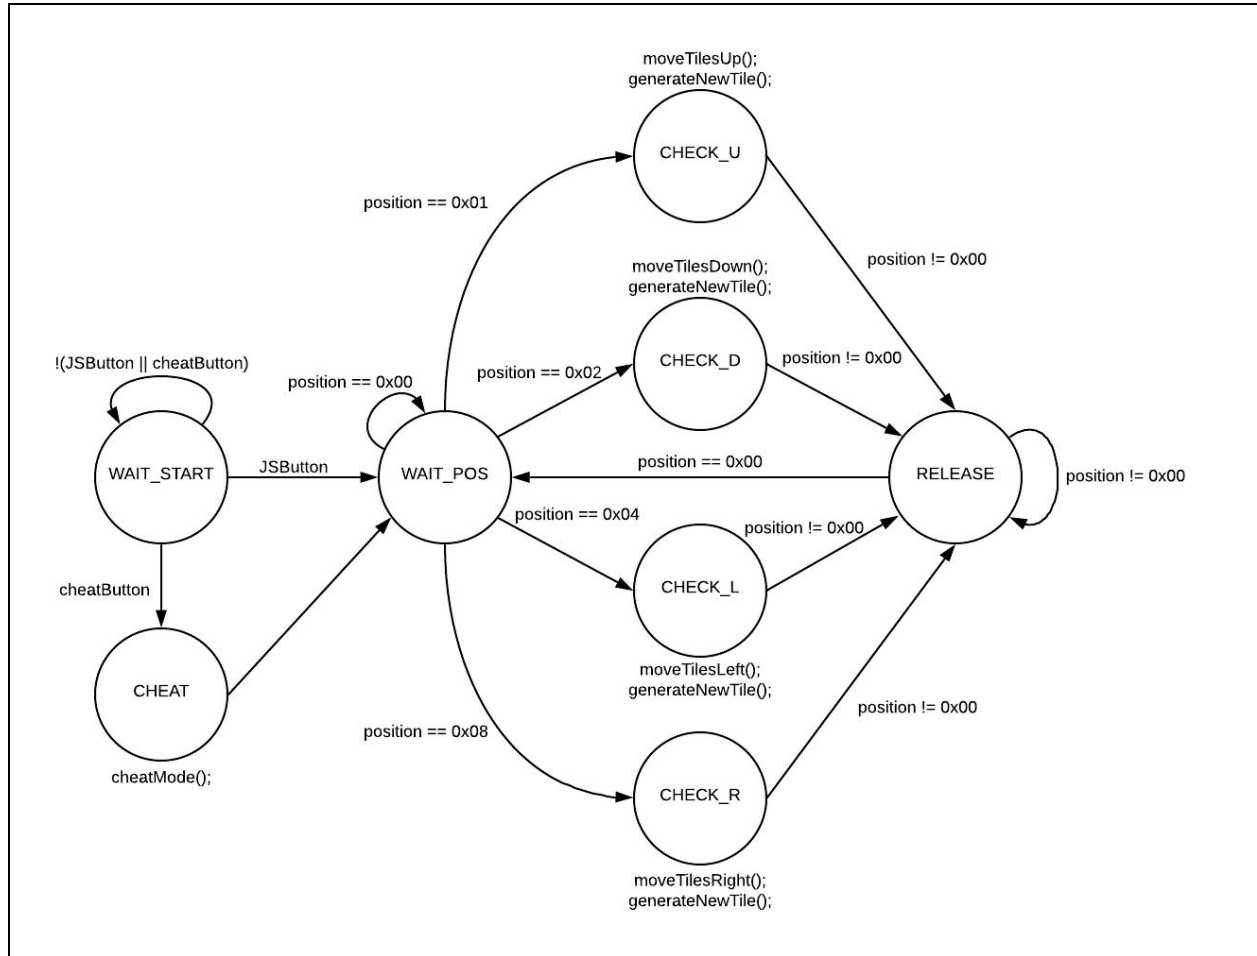 moveTilesUp();
generateNewTile();
CHECK_U
position == 0x01
position != 0x00
moveTilesDown();
generateNewTile();
CHECK_D
position != 0x00
!(JSButton || cheatButton)
position == 0x00
position == 0x02
WAIT_START
JSButton
WAIT_POS
position == 0x00
RELEASE
position != 0x00
position == 0x04
position != 0x00
cheatButton
CHECK_L
moveTilesLeft();
generateNewTile();
CHEAT
position != 0x00
position == 0x08
cheatMode();
CHECK_R
moveTilesRight();
generateNewTile();